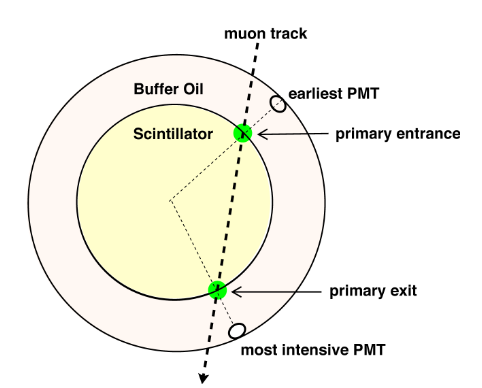 muon track
Buffer Oil
earliest PMT
Scintillator
primary entrance
primary exit
most intensive PMT